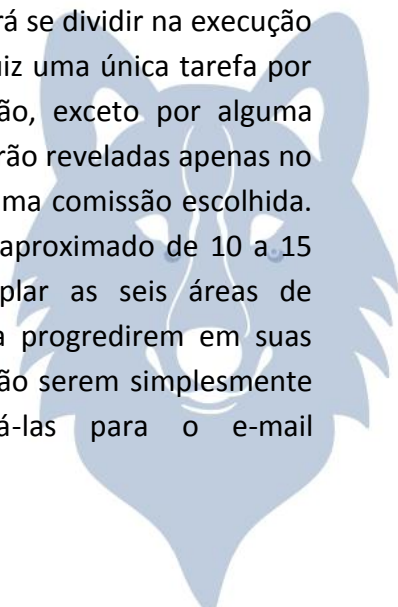 rá se dividir na execução
uiz uma única tarefa por
ão, exceto por alguma
rão reveladas apenas no
ma comissão escolhida.
aproximado de 10 a 15
plar as seis áreas de
a progredirem em suas
ão serem simplesmente
á-las para o e-mail